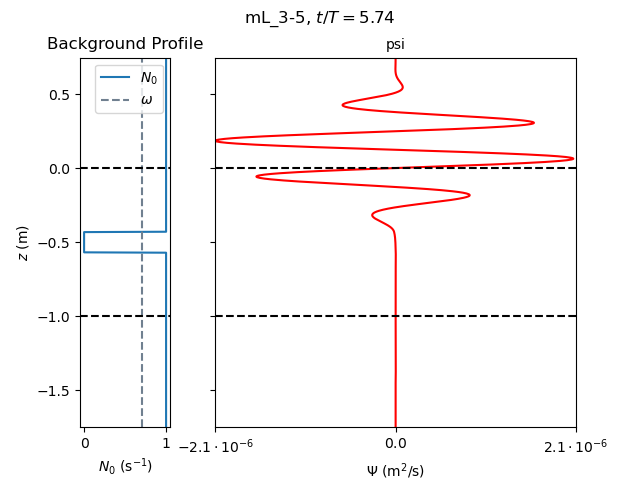 mL_3-5, t/T = 5.74
Background Profile
psi
N₀
ω
0.5
0.0
−0.5
−1.0
−1.5
z (m)
0
1
−2.1 · 10⁻⁶
0.0
2.1 · 10⁻⁶
N₀ (s⁻¹)
Ψ (m²/s)